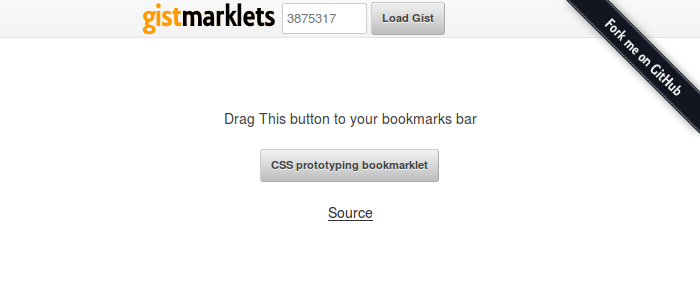 gistmarklets 3875317 Load Gist
Fork me on GitHub
Drag This button to your bookmarks bar
CSS prototyping bookmarklet
Source